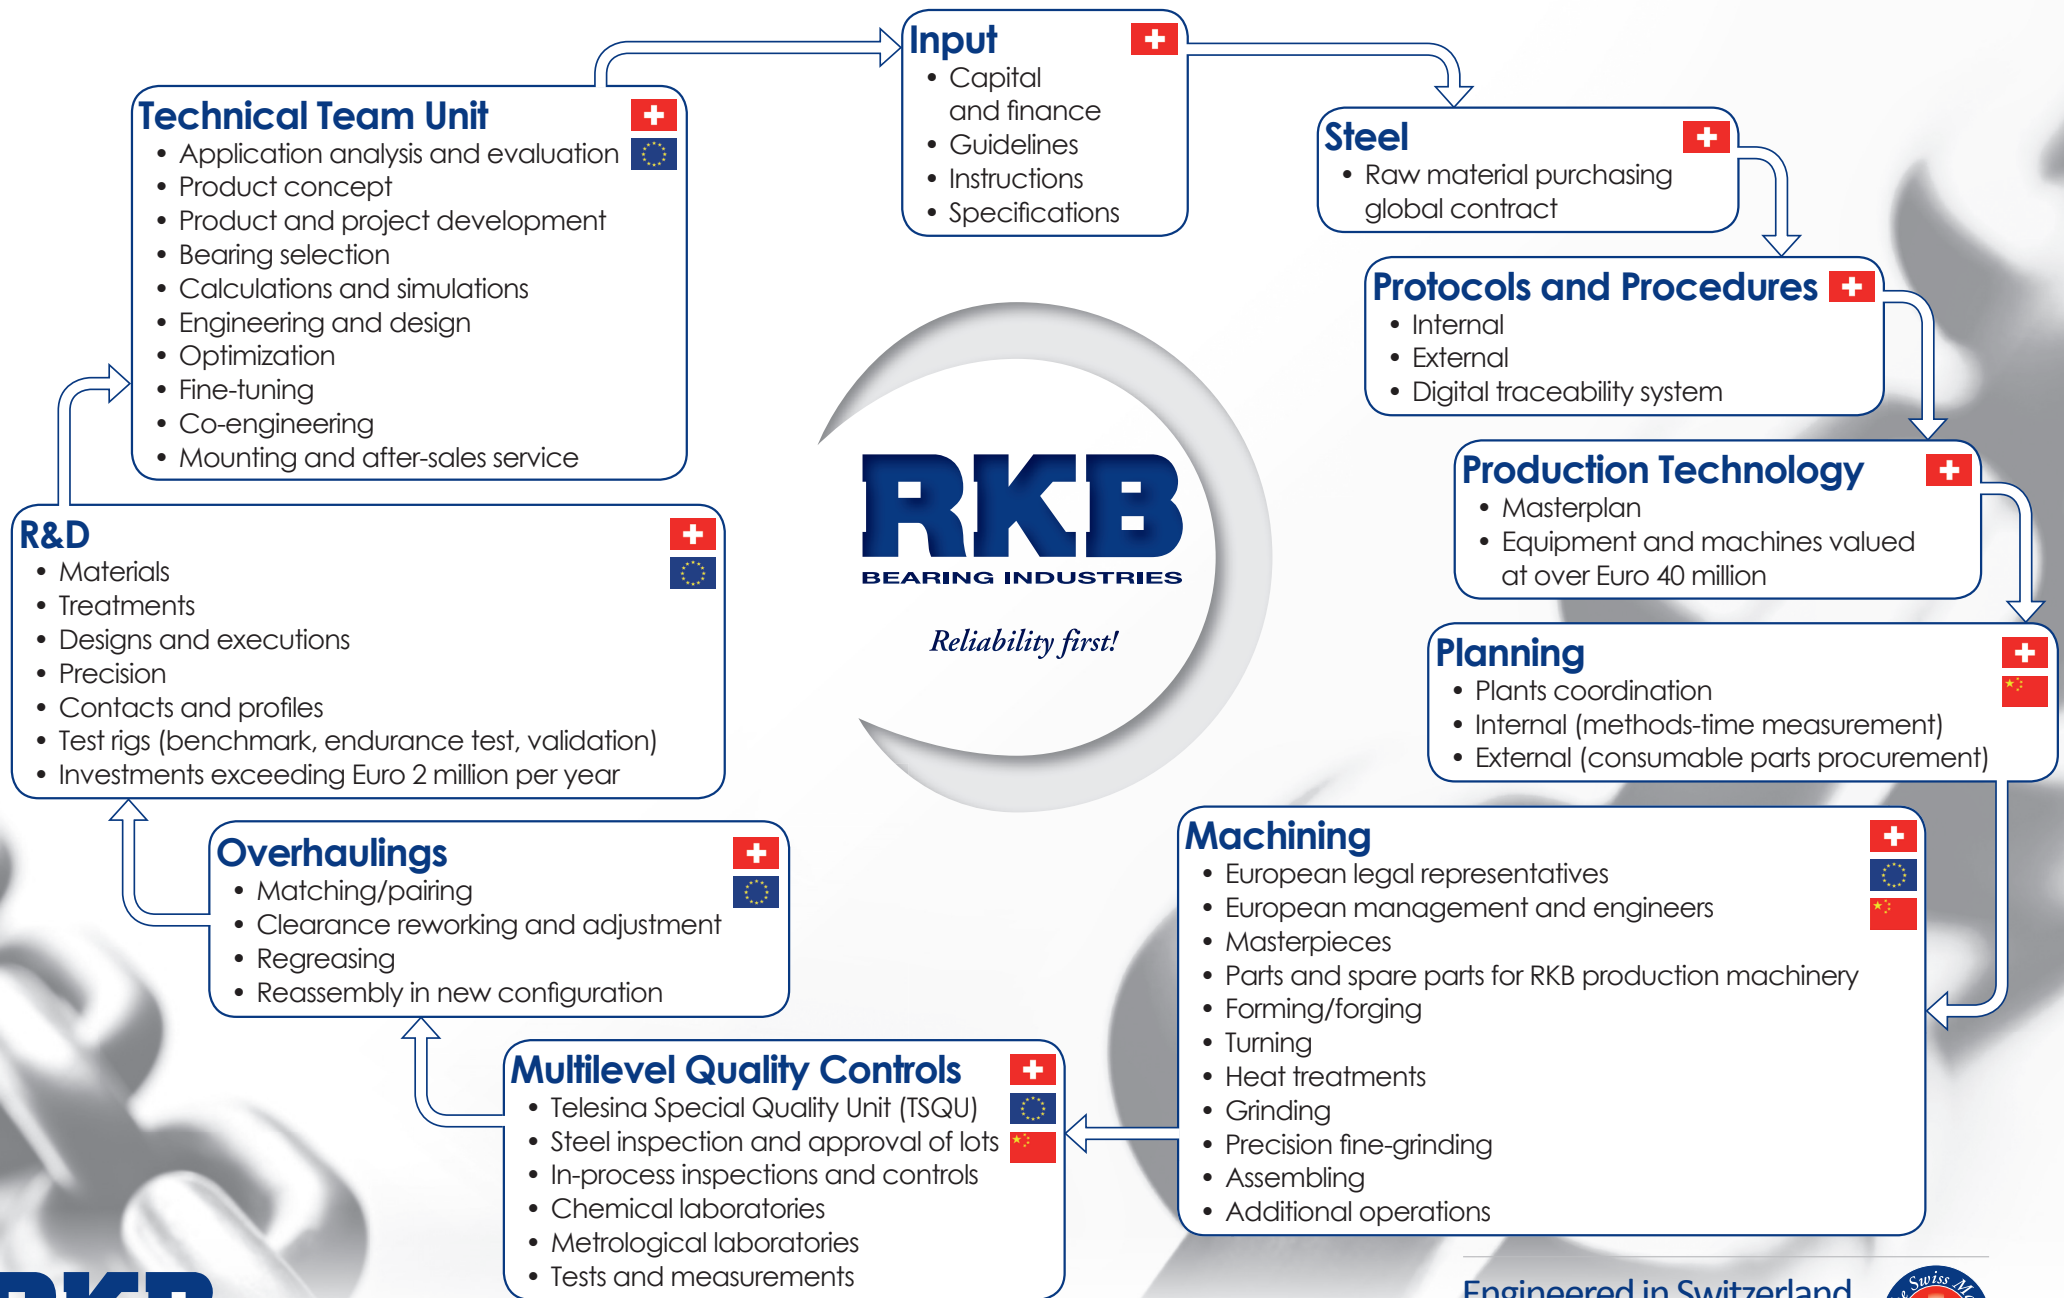 Input
• Capital
and finance
• Guidelines
• Instructions
• Specifications
Steel
• Raw material purchasing
global contract
Protocols and Procedures
• Internal
• External
• Digital traceability system
Production Technology
• Masterplan
• Equipment and machines valued
at over Euro 40 million
Planning
• Plants coordination
• Internal (methods-time measurement)
• External (consumable parts procurement)
Machining
• European legal representatives
• European management and engineers
• Masterpieces
• Parts and spare parts for RKB production machinery
• Forming/forging
• Turning
• Heat treatments
• Grinding
• Precision fine-grinding
• Assembling
• Additional operations
Multilevel Quality Controls
• Telesina Special Quality Unit (TSQU)
• Steel inspection and approval of lots
• In-process inspections and controls
• Chemical laboratories
• Metrological laboratories
• Tests and measurements
Overhaulings
• Matching/pairing
• Clearance reworking and adjustment
• Regreasing
• Reassembly in new configuration
R&D
• Materials
• Treatments
• Designs and executions
• Precision
• Contacts and profiles
• Test rigs (benchmark, endurance test, validation)
• Investments exceeding Euro 2 million per year
Technical Team Unit
• Application analysis and evaluation
• Product concept
• Product and project development
• Bearing selection
• Calculations and simulations
• Engineering and design
• Optimization
• Fine-tuning
• Co-engineering
• Mounting and after-sales service
RKB
BEARING INDUSTRIES
Reliability first!
RKB
Engineered in Switzerland
Swiss